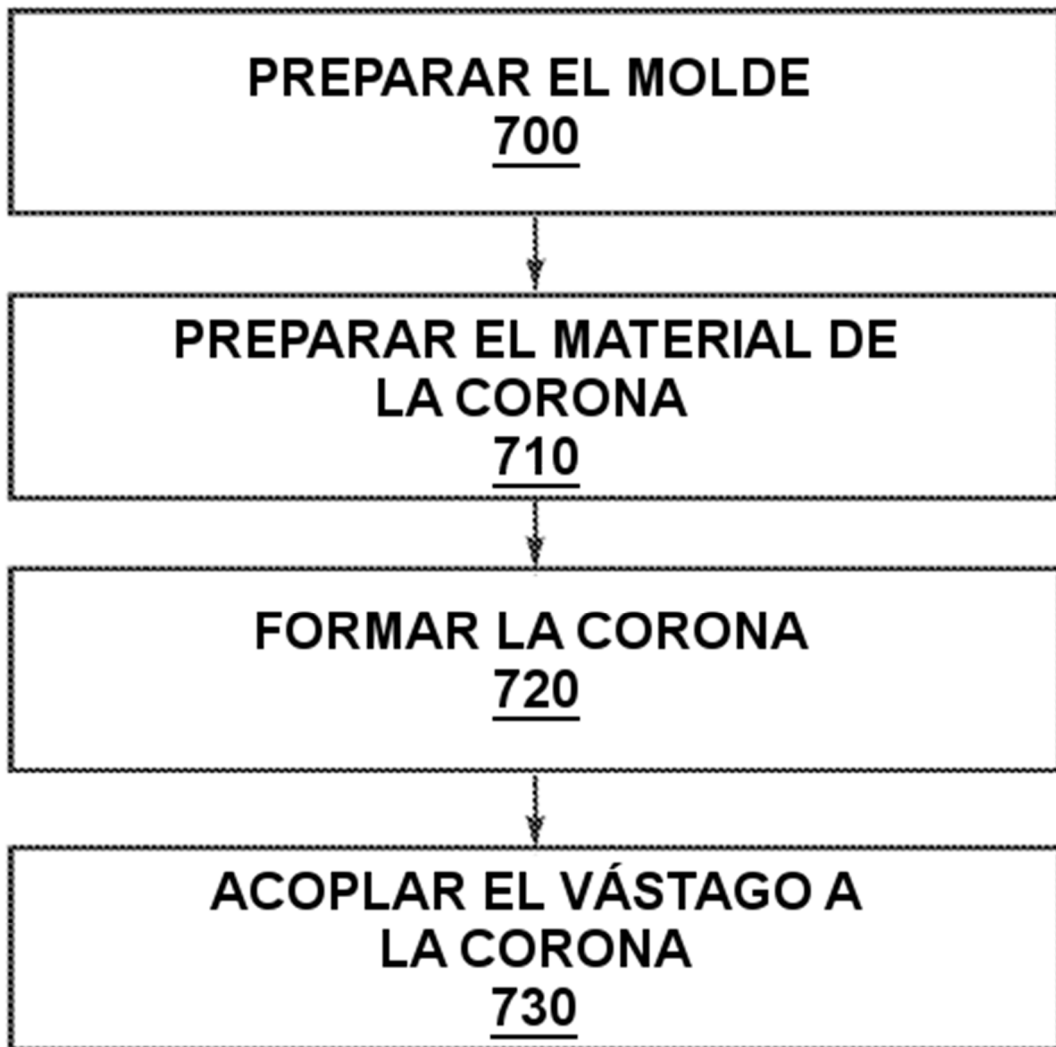 PREPARAR EL MOLDE
700
PREPARAR EL MATERIAL DE
LA CORONA
710
FORMAR LA CORONA
720
ACOPLAR EL VÁSTAGO A
LA CORONA
730